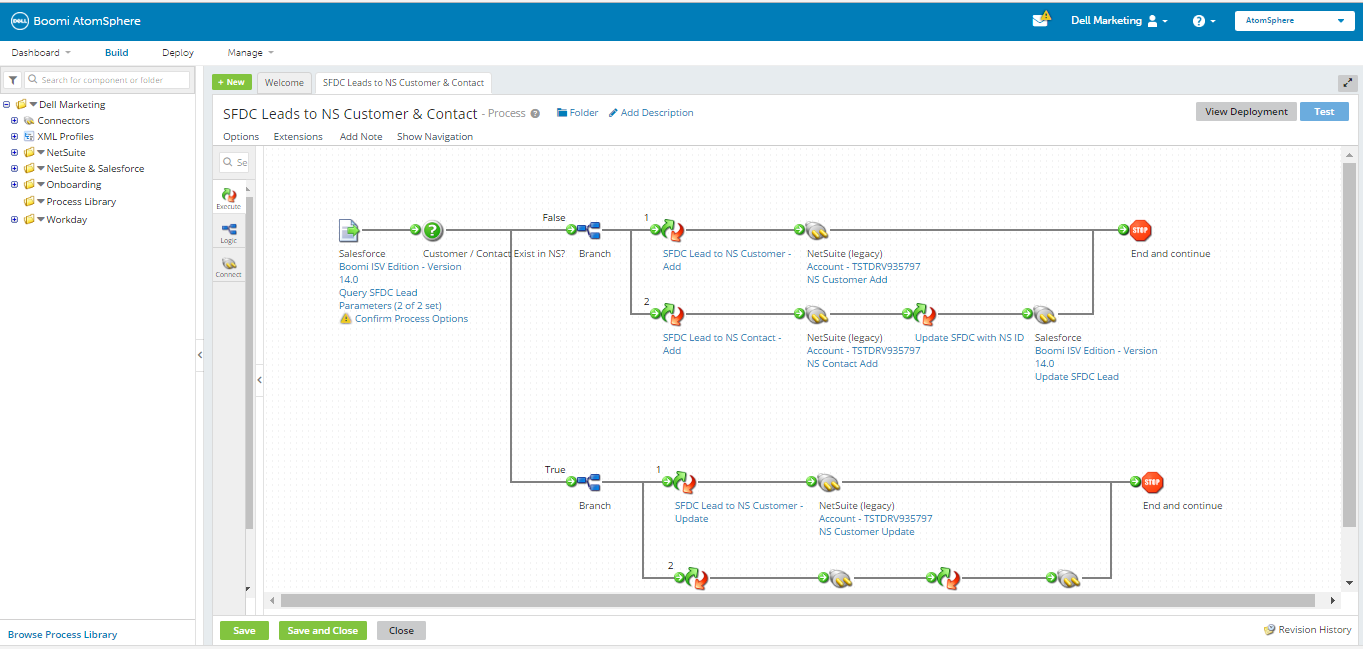 DELL Boomi AtomSphere
Dell Marketing
?
AtomSphere
Dashboard
Build
Deploy
Manage
Search for component or folder
Dell Marketing
Connectors
XML Profiles
NetSuite
NetSuite & Salesforce
Onboarding
Process Library
Workday
Browse Process Library
+ New
Welcome
SFDC Leads to NS Customer & Contact
SFDC Leads to NS Customer & Contact - Process ?
Folder
Add Description
View Deployment
Test
Options
Extensions
Add Note
Show Navigation
Se
Execute
Logic
Connect
Salesforce
Boomi ISV Edition - Version
14.0
Query SFDC Lead
Parameters (2 of 2 set)
Confirm Process Options
?
Customer / Contact Exist in NS?
False
Branch
1
SFDC Lead to NS Customer -
Add
NetSuite (legacy)
Account - TSTDRV935797
NS Customer Add
STOP
End and continue
2
SFDC Lead to NS Contact -
Add
NetSuite (legacy)
Account - TSTDRV935797
NS Contact Add
Update SFDC with NS ID
Salesforce
Boomi ISV Edition - Version
14.0
Update SFDC Lead
True
Branch
1
SFDC Lead to NS Customer -
Update
NetSuite (legacy)
Account - TSTDRV935797
NS Customer Update
STOP
End and continue
2
Save
Save and Close
Close
Revision History